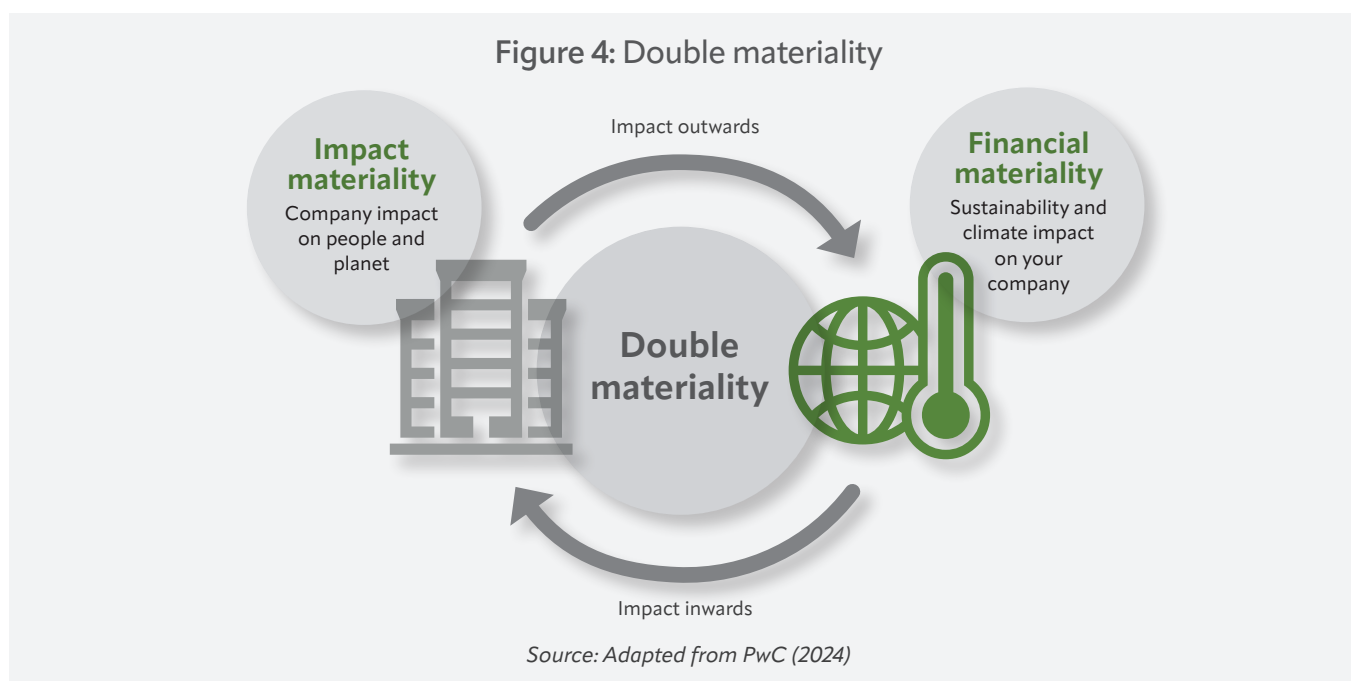 Figure 4: Double materiality
Impact
materiality
Company impact
on people and
planet
Impact outwards
Financial
materiality
Sustainability and
climate impact
on your
company
Double
materiality
Impact inwards
Source: Adapted from PwC (2024)